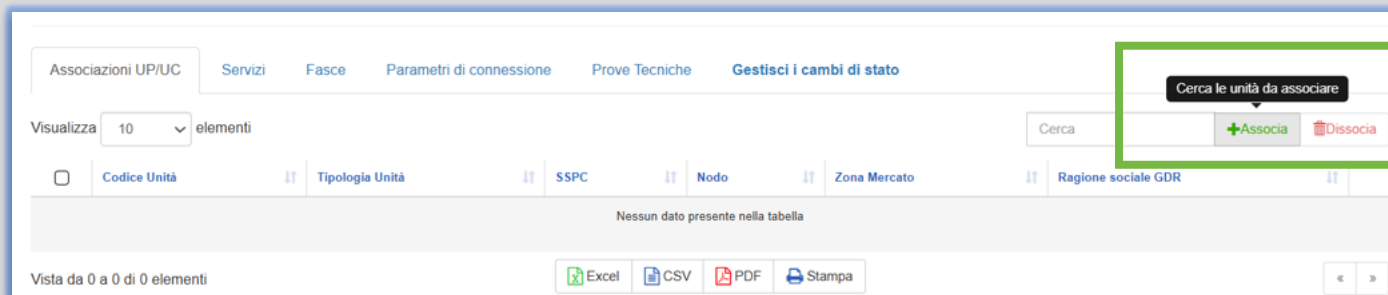 Associazioni UP/UC Servizi Fasce Parametri di connessione Prove Tecniche Gestisci i cambi di stato
Cerca le unità da associare
Visualizza 10 elementi Cerca +Associa Dissocia
Codice Unità Tipologia Unità SSPC Nodo Zona Mercato Ragione sociale GDR
Nessun dato presente nella tabella
Vista da 0 a 0 di 0 elementi Excel CSV PDF Stampa « »